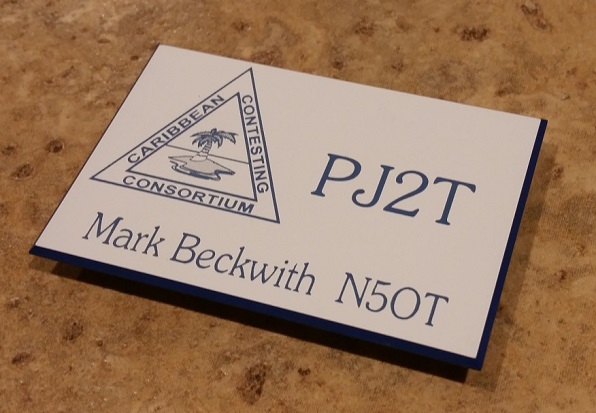 CARIBBEAN
CONTESTING
CONSORTIUM
PJ2T
Mark Beckwith N5OT